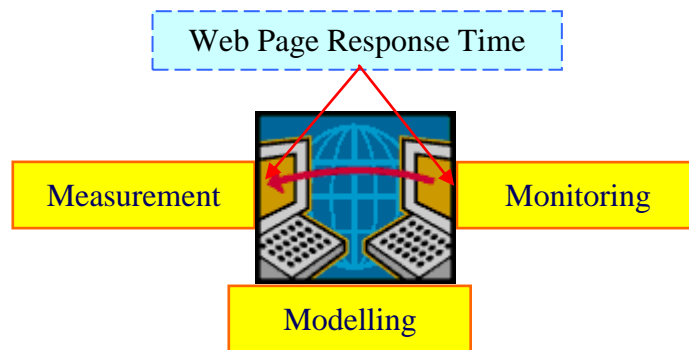 Web Page Response Time
Measurement
Monitoring
Modelling